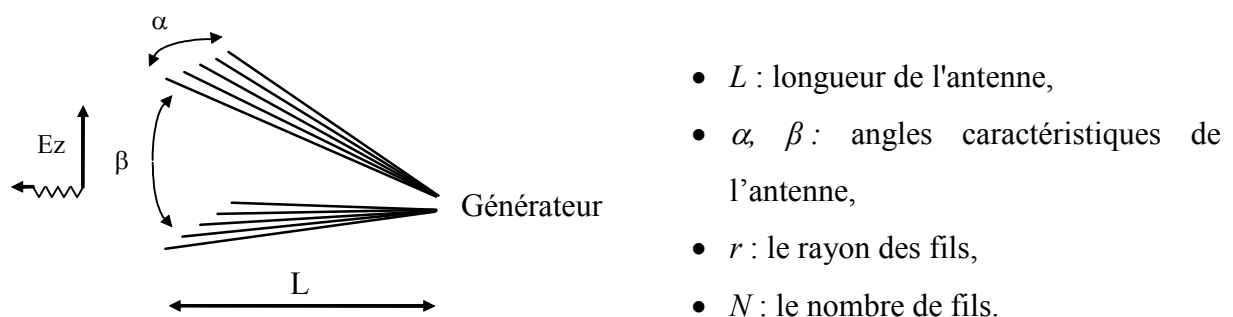 α
Ez
β
Générateur
L
• L : longueur de l'antenne,
• α, β : angles caractéristiques de
l’antenne,
• r : le rayon des fils,
• N : le nombre de fils.